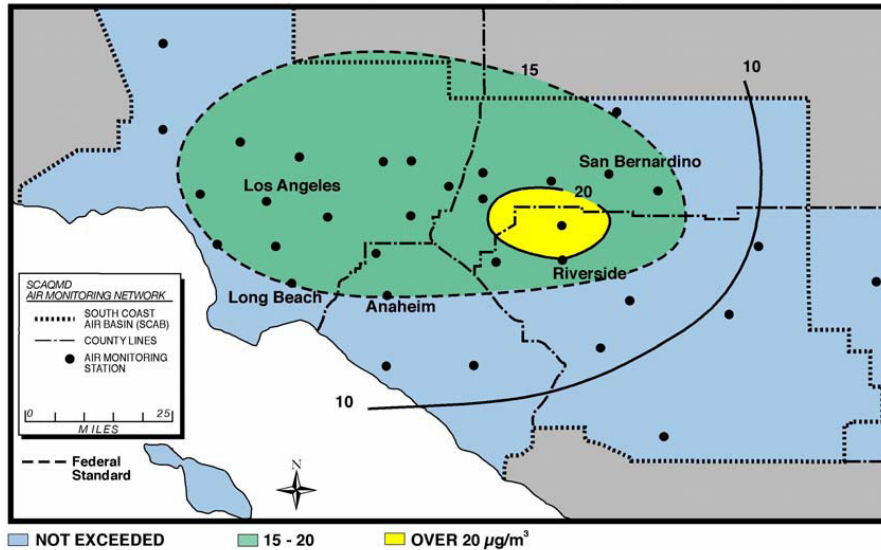 15
10
San Bernardino
Los Angeles
20
Riverside
Long Beach
Anaheim
10
SCAQMD
AIR MONITORING NETWORK
SOUTH COAST
AIR BASIN (SCAB)
COUNTY LINES
AIR MONITORING
STATION
0 25
MILES
Federal
Standard
N
NOT EXCEEDED 15 - 20 OVER 20 µg/m³